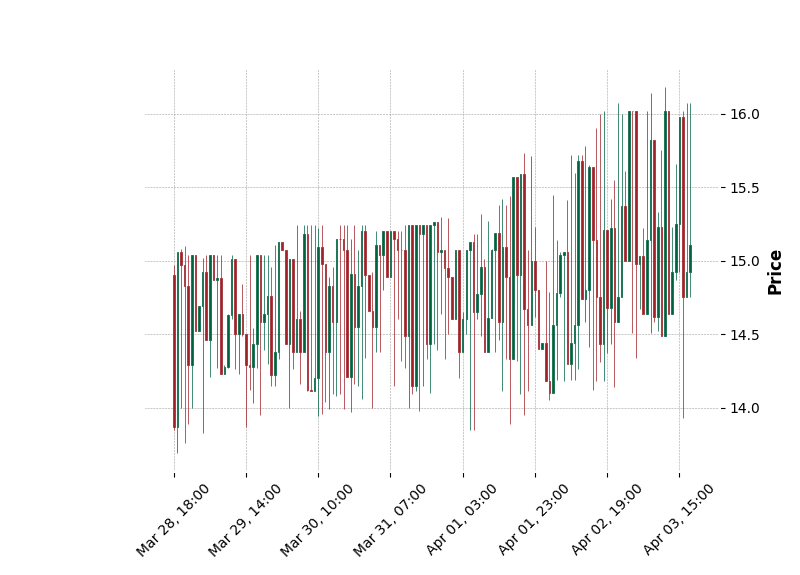 16.0
15.5
15.0
14.5
14.0
Price
Mar 28, 18:00
Mar 29, 14:00
Mar 30, 10:00
Mar 31, 07:00
Apr 01, 03:00
Apr 01, 23:00
Apr 02, 19:00
Apr 03, 15:00